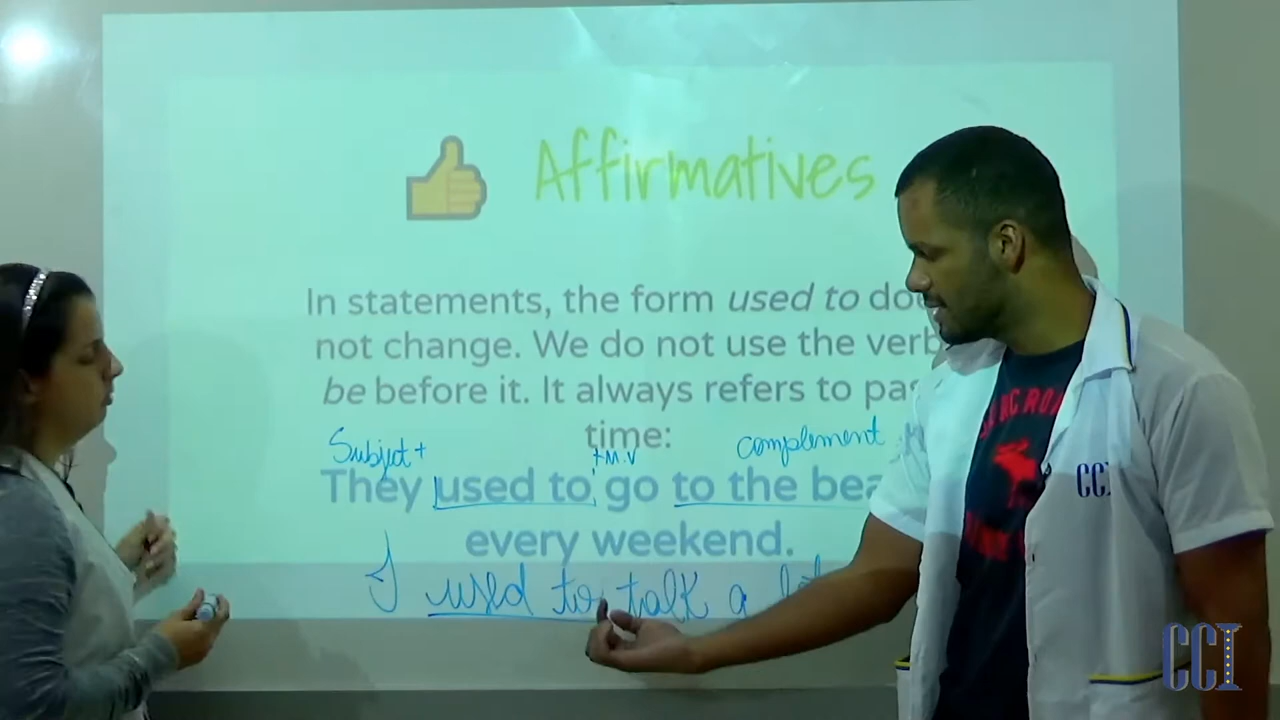 Affirmatives
In statements, the form used to does
not change. We do not use the verb
be before it. It always refers to
time:
Subject + + M.V complement
They used to go to the
every weekend.
I used to talk a lot
CCI
CCI